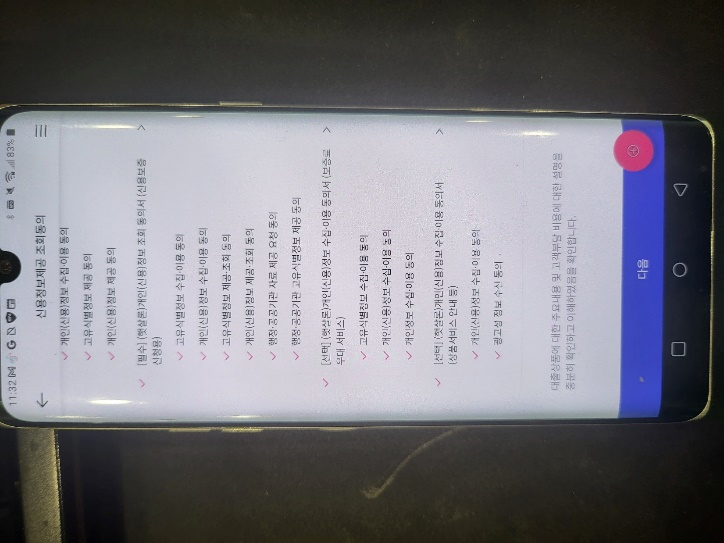 11:32
83%
신용정보제공 조회동의
개인(신용)정보 수집·이용 동의
고유식별정보 제공 동의
개인(신용)정보 제공 동의
[필수] (햇살론)개인(신용)정보 조회 동의서 (신용보증
신청용)
고유식별정보 수집·이용 동의
개인(신용)정보 수집·이용 동의
고유식별정보 제공·조회 동의
개인(신용)정보 제공·조회 동의
행정·공공기관 자료 제공 요청 동의
행정·공공기관 고유식별정보 제공 동의
[선택] (햇살론)개인(신용)정보 수집·이용 동의서 (보증료
우대 서비스)
고유식별정보 수집·이용 동의
개인(신용)정보 수집·이용 동의
개인정보 수집·이용 동의
[선택] (햇살론)개인(신용)정보 수집·이용 동의서
(상품서비스 안내 등)
개인(신용)정보 수집·이용 동의
광고성 정보 수신 동의
대출상품에 대한 주요내용 및 고객부담 비용에 대한 설명을
충분히 확인하고 이해하였음을 확인합니다.
다음